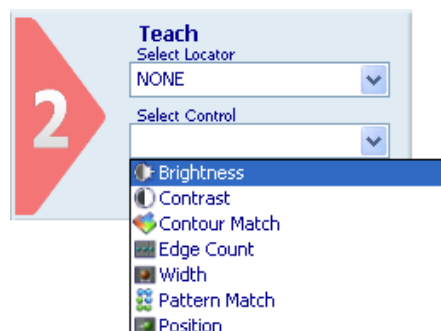 2
Teach
Select Locator
NONE
Select Control
Brightness
Contrast
Contour Match
Edge Count
Width
Pattern Match
Position